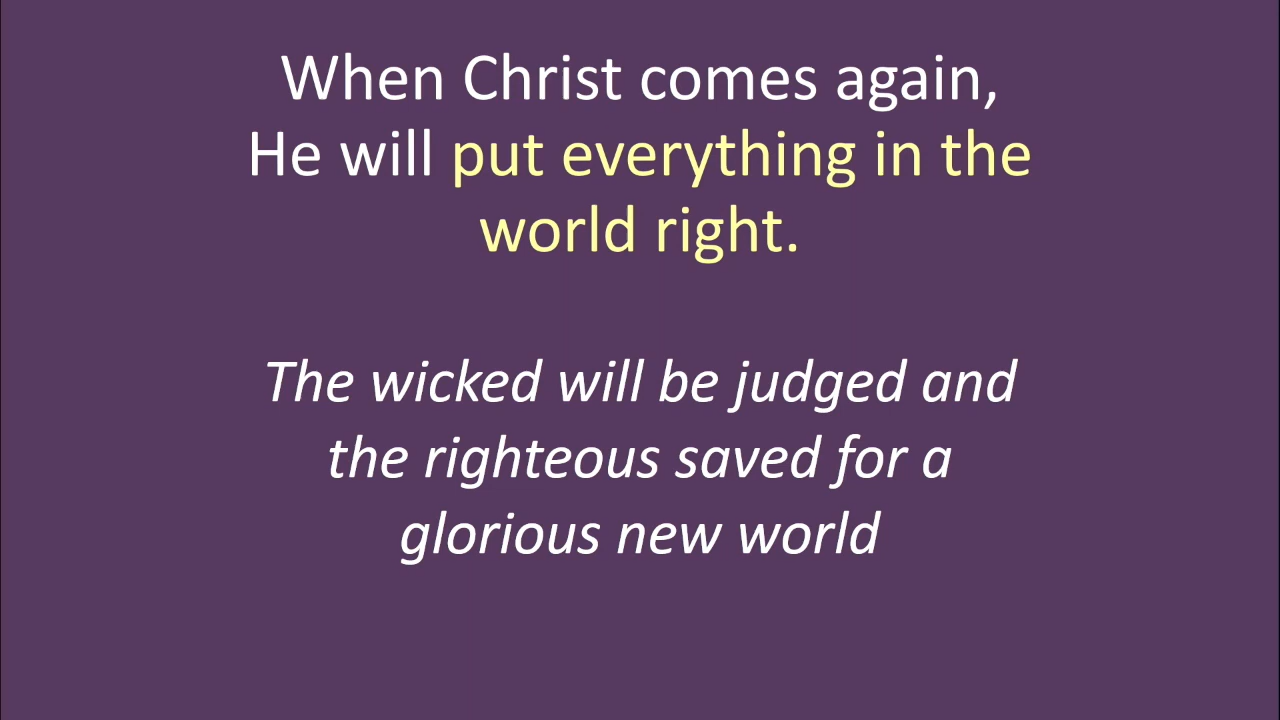 When Christ comes again,
He will put everything in the
world right.
The wicked will be judged and
the righteous saved for a
glorious new world